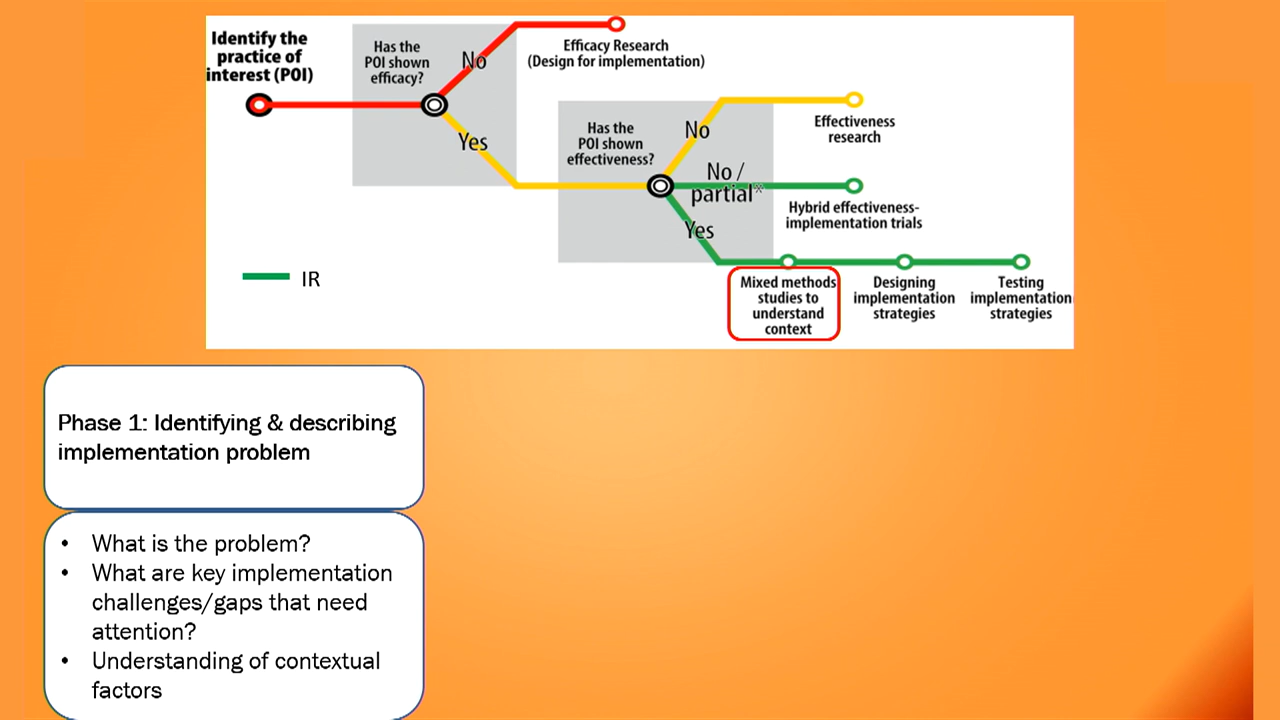 Identify the
practice of
interest (POI)
Has the
POI shown
efficacy?
No
Yes
Efficacy Research
(Design for implementation)
Has the
POI shown
effectiveness?
No
No /
partial*
Yes
Effectiveness
research
Hybrid effectiveness-
implementation trials
Mixed methods
studies to
understand
context
Designing
implementation
strategies
Testing
implementation
strategies
IR
Phase 1: Identifying & describing
implementation problem
• What is the problem?
• What are key implementation
challenges/gaps that need
attention?
• Understanding of contextual
factors